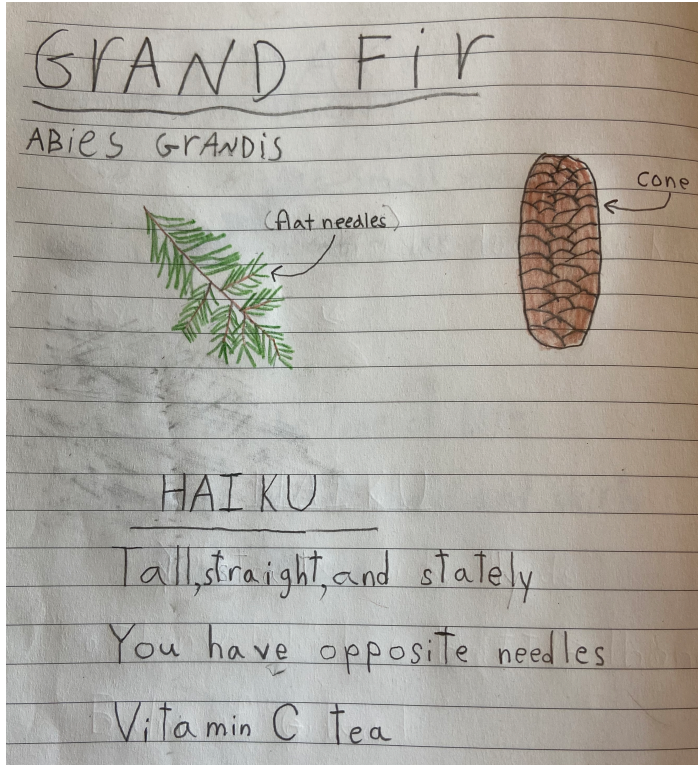 GrAND Fir
ABies GrANDis
(flat needles)
Cone
HAIKU
Tall, straight, and stately
You have opposite needles
Vitamin C tea